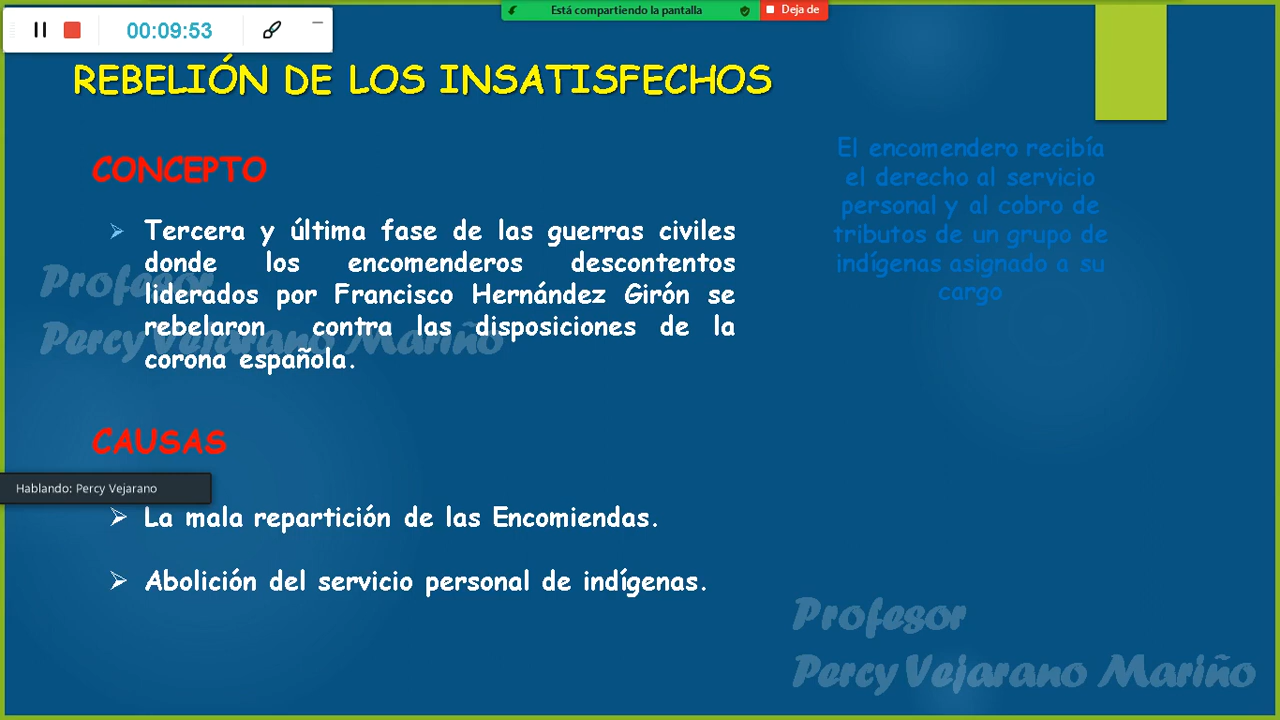 Está compartiendo la pantalla
Deja de
00:09:53
REBELIÓN DE LOS INSATISFECHOS
CONCEPTO
Tercera y última fase de las guerras civiles
donde los encomenderos descontentos
liderados por Francisco Hernández Girón se
rebelaron contra las disposiciones de la
corona española.
El encomendero recibía
el derecho al servicio
personal y al cobro de
tributos de un grupo de
indígenas asignado a su
cargo
Profesor
Percy Vejarano Mariño
CAUSAS
Hablando: Percy Vejarano
La mala repartición de las Encomiendas.
Abolición del servicio personal de indígenas.
Profesor
Percy Vejarano Mariño